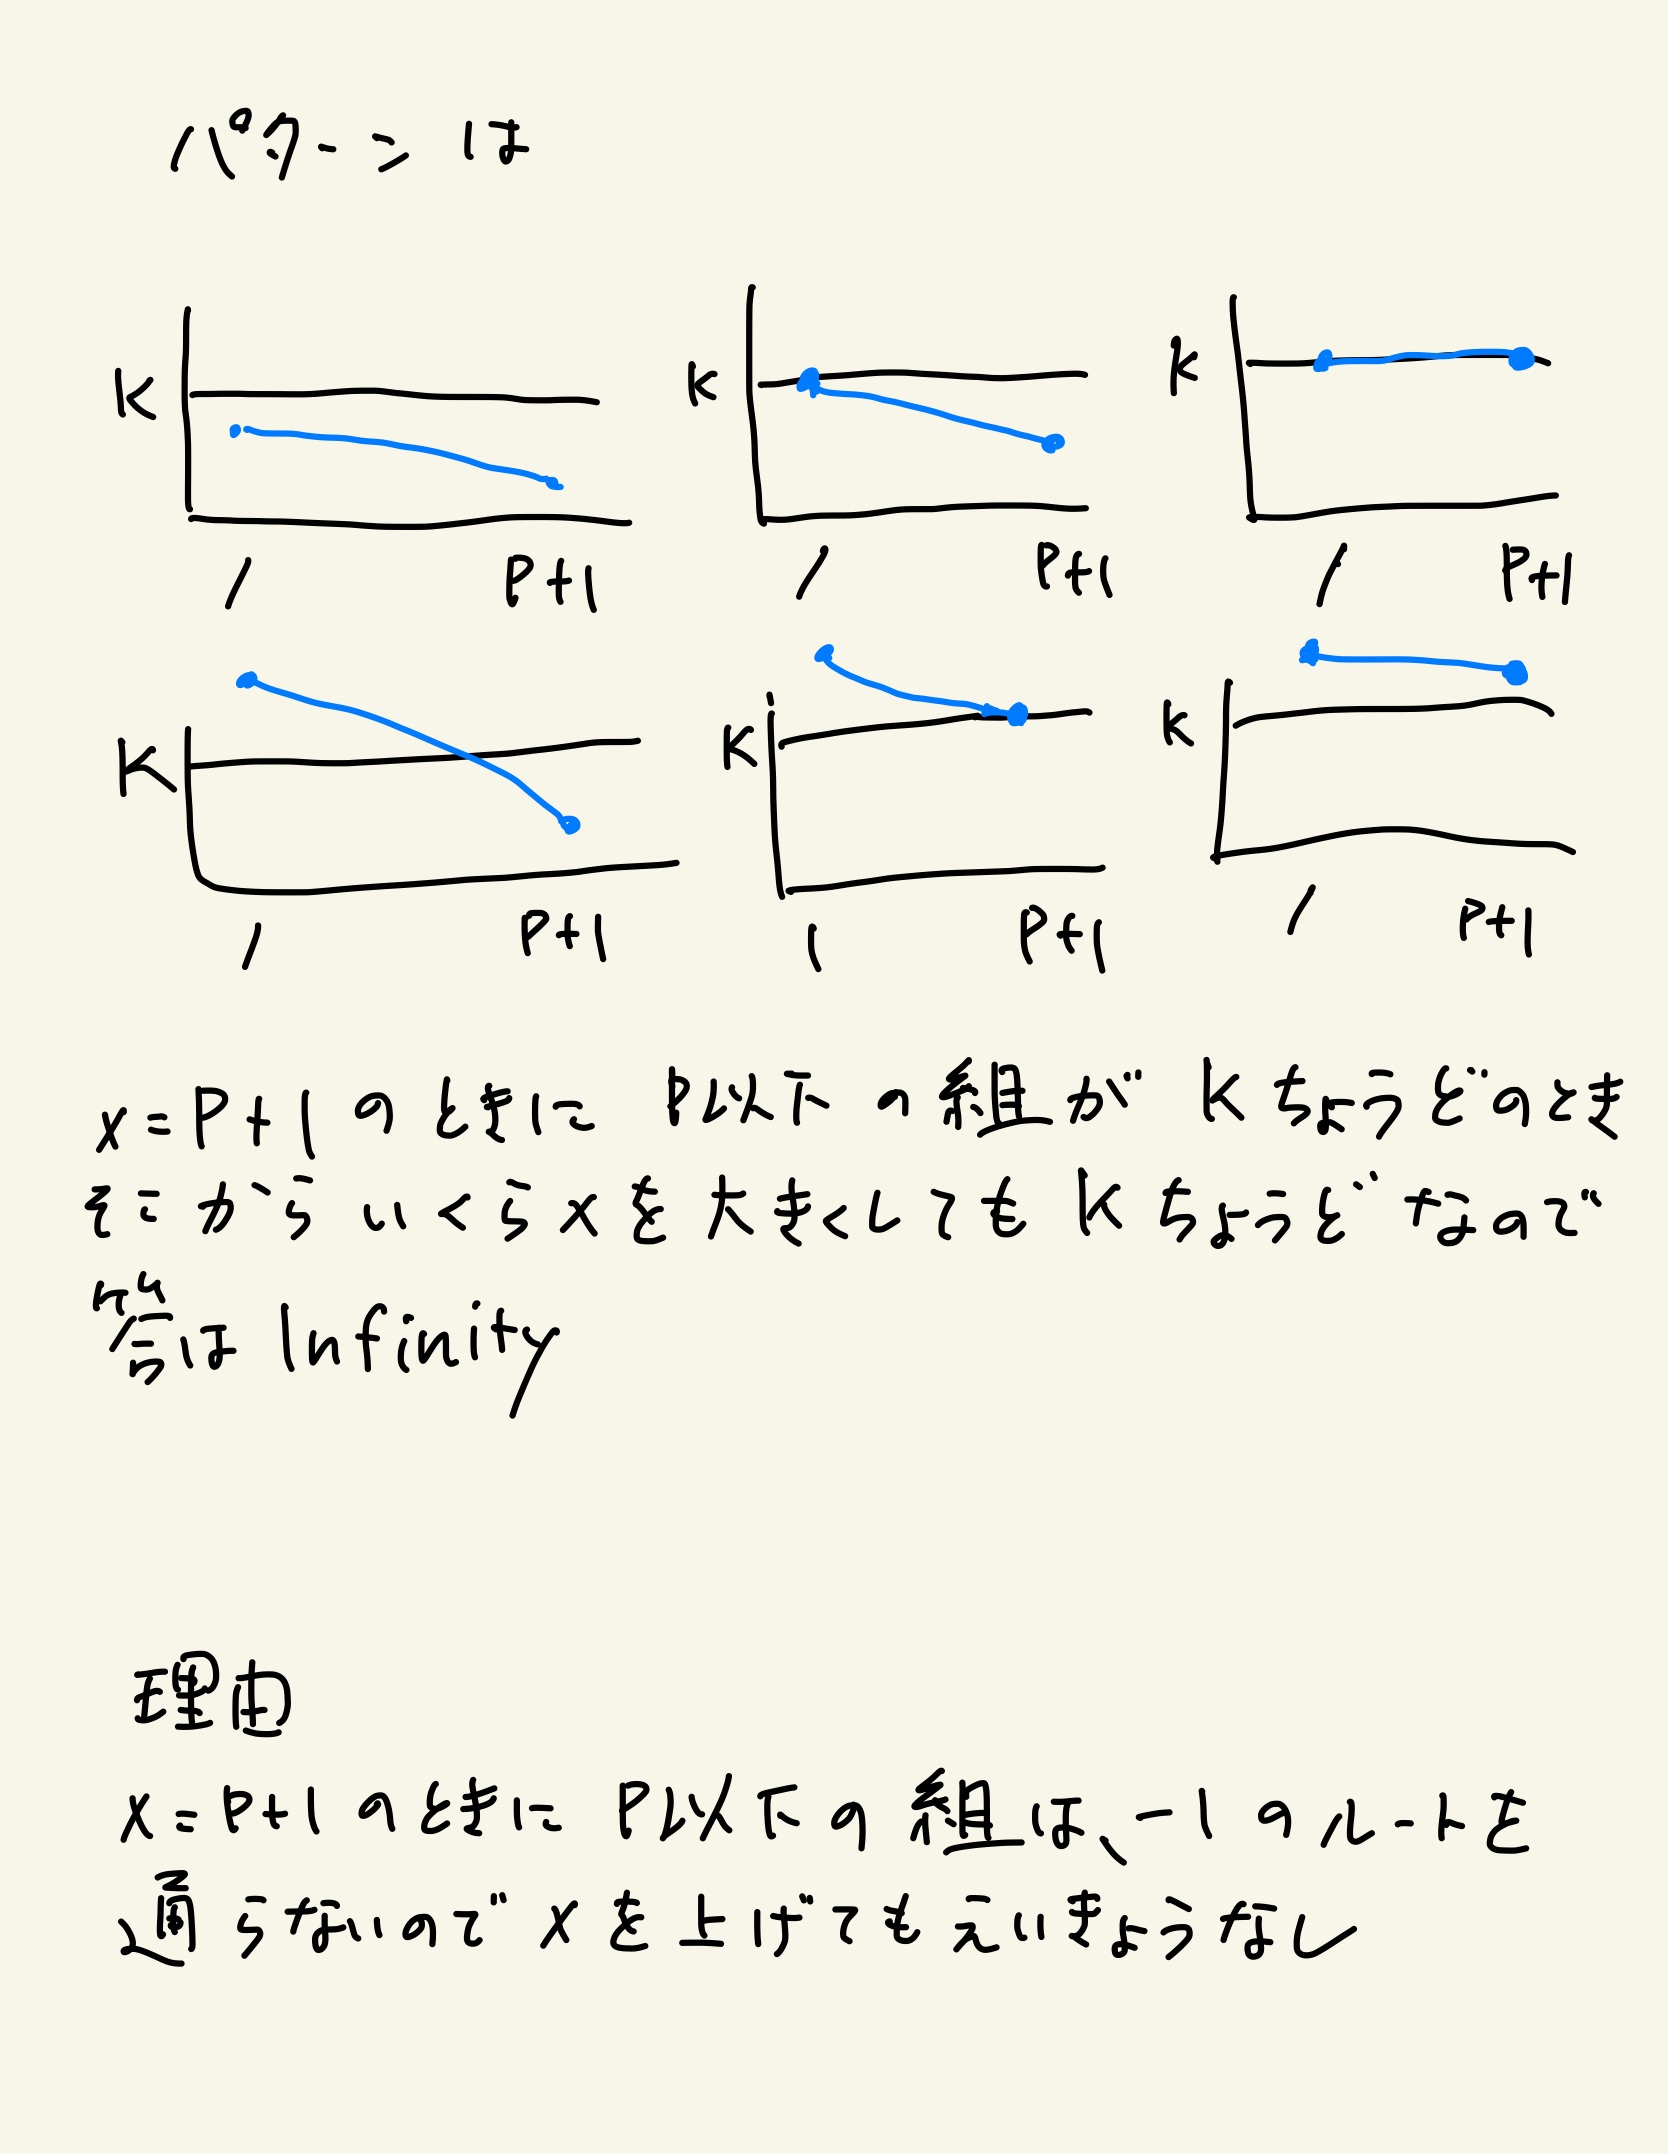 パターンは
K
1
P+1
K
1
P+1
K
1
P+1
K
1
P+1
K
1
P+1
K
1
P+1
x=P+1のときにP以下の組がKちょうどのとき
そこからいくらxを大きくしてもKちょうどなので
答はInfinity
理由
x=P+1のときにP以下の組は、-1のルートを
通らないのでxを上げてもえいきょうなし